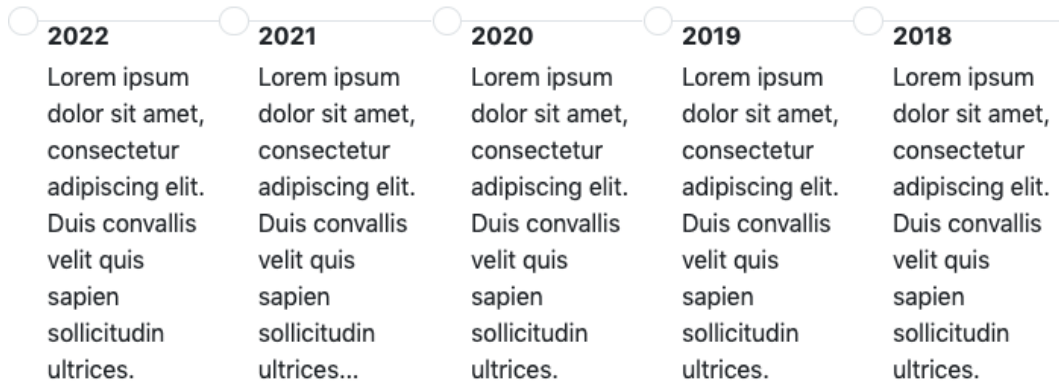 2022
Lorem ipsum
dolor sit amet,
consectetur
adipiscing elit.
Duis convallis
velit quis
sapien
sollicitudin
ultrices.
2021
Lorem ipsum
dolor sit amet,
consectetur
adipiscing elit.
Duis convallis
velit quis
sapien
sollicitudin
ultrices...
2020
Lorem ipsum
dolor sit amet,
consectetur
adipiscing elit.
Duis convallis
velit quis
sapien
sollicitudin
ultrices.
2019
Lorem ipsum
dolor sit amet,
consectetur
adipiscing elit.
Duis convallis
velit quis
sapien
sollicitudin
ultrices.
2018
Lorem ipsum
dolor sit amet,
consectetur
adipiscing elit.
Duis convallis
velit quis
sapien
sollicitudin
ultrices.